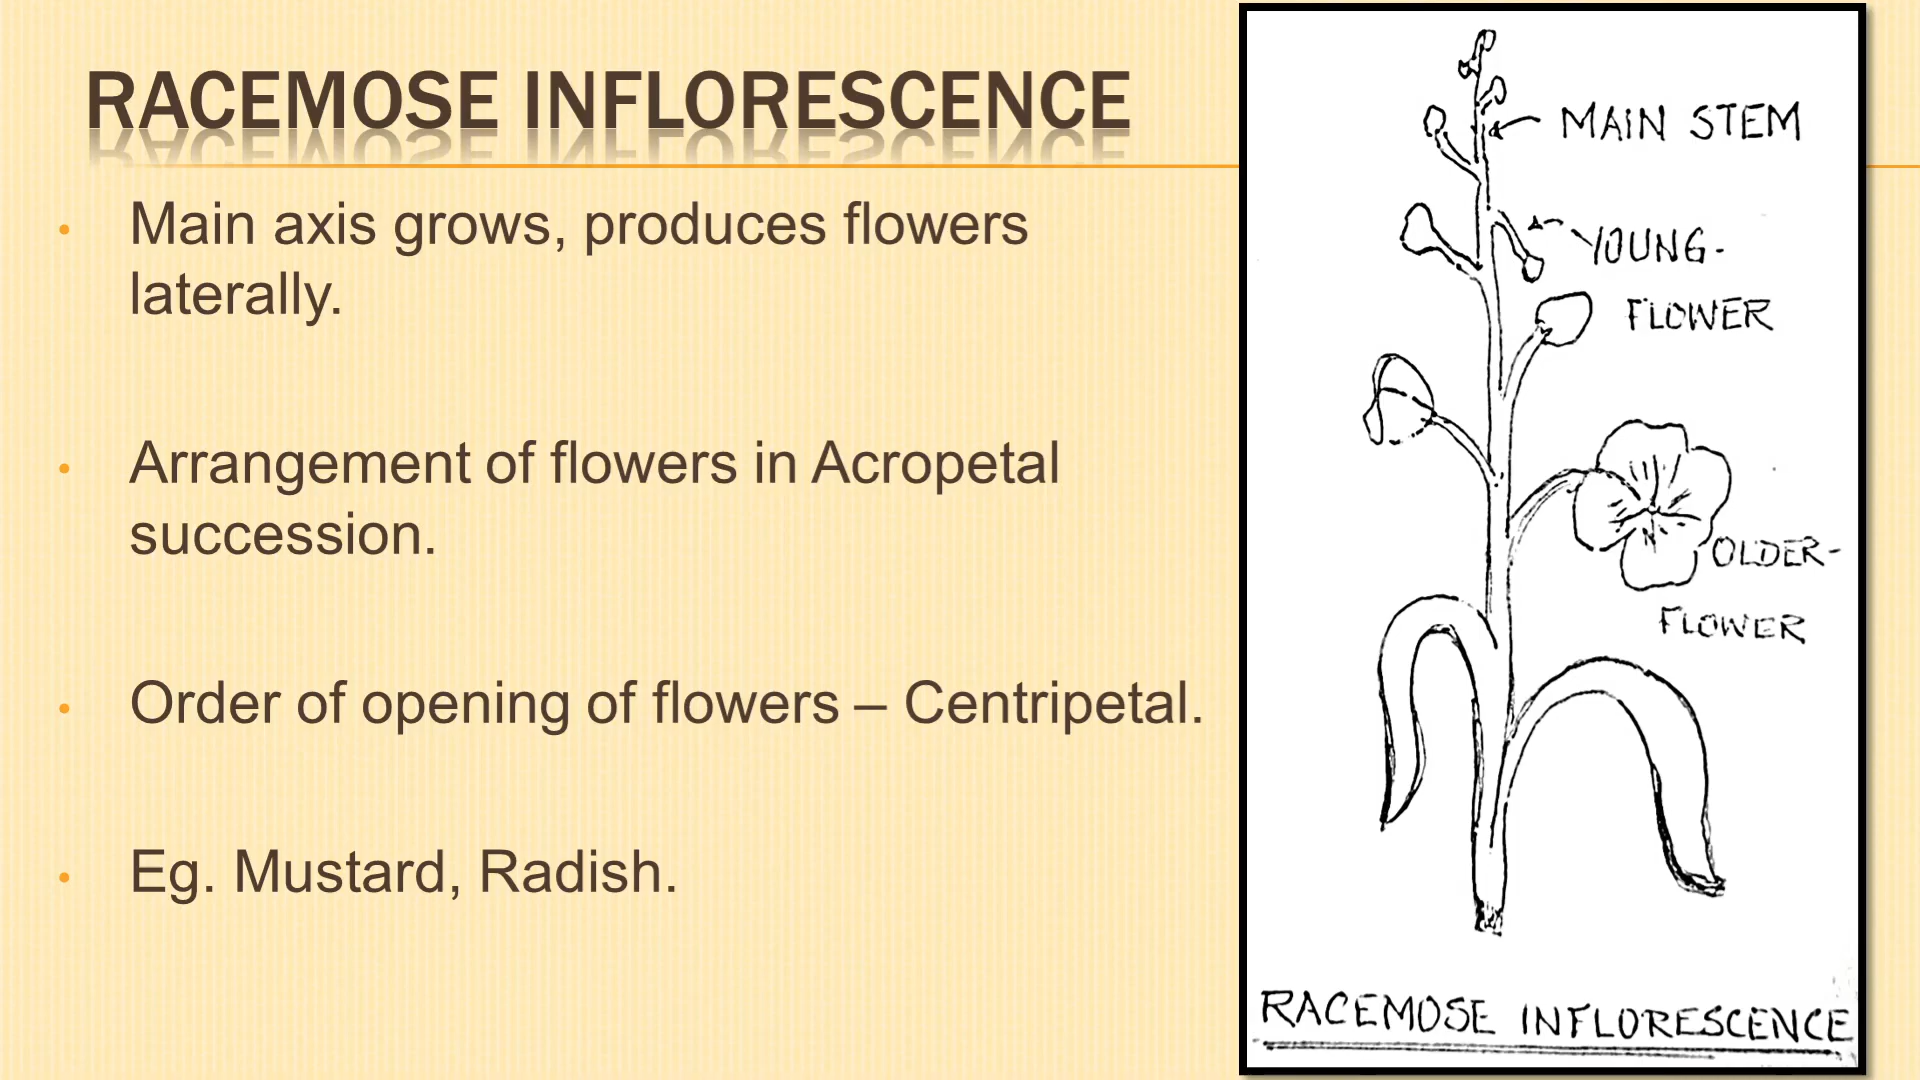 RACEMOSE INFLORESCENCE
• Main axis grows, produces flowers
laterally.
• Arrangement of flowers in Acropetal
succession.
• Order of opening of flowers – Centripetal.
• Eg. Mustard, Radish.
MAIN STEM
YOUNG-
FLOWER
OLDER-
FLOWER
RACEMOSE INFLORESCENCE